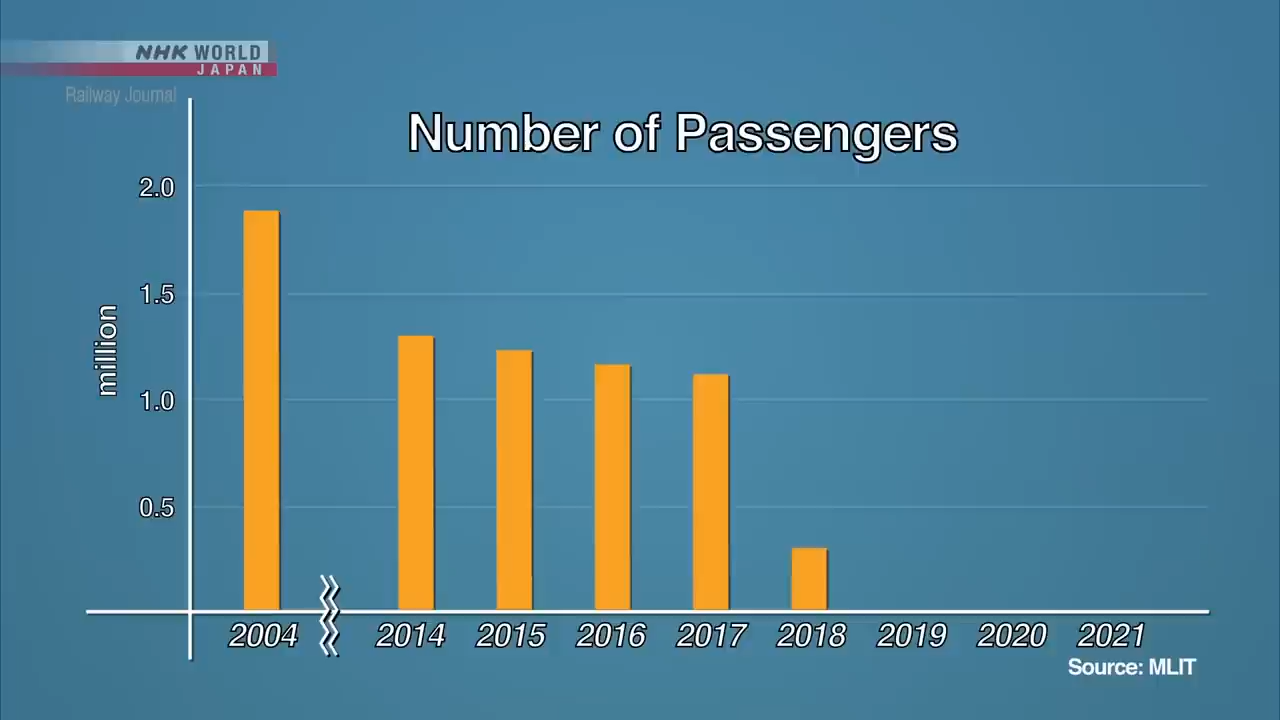 NHK WORLD
JAPAN
Railway Journal
Number of Passengers
2.0
1.5
million
1.0
0.5
2004 2014 2015 2016 2017 2018 2019 2020 2021
Source: MLIT